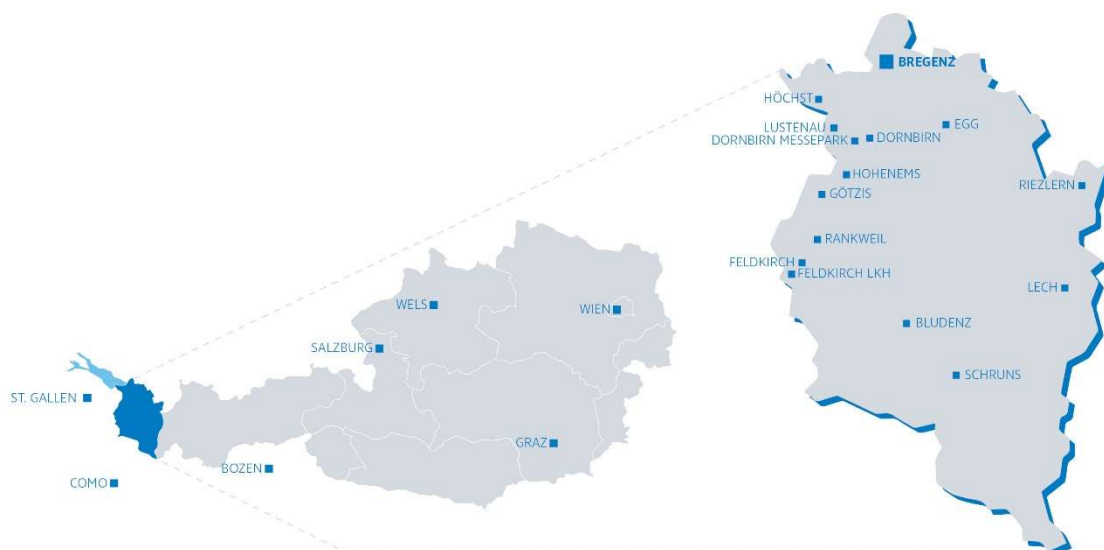 BREGENZ
HÖCHST
LUSTENAU
EGG
DORNBIRN MESSEPARK
DORNBIRN
HOHENEMS
RIEZLERN
GÖTZIS
RANKWEIL
FELDKIRCH
FELDKIRCH LKH
LECH
BLUDENZ
SCHRUNS
WELS
WIEN
SALZBURG
ST. GALLEN
GRAZ
BOZEN
COMO